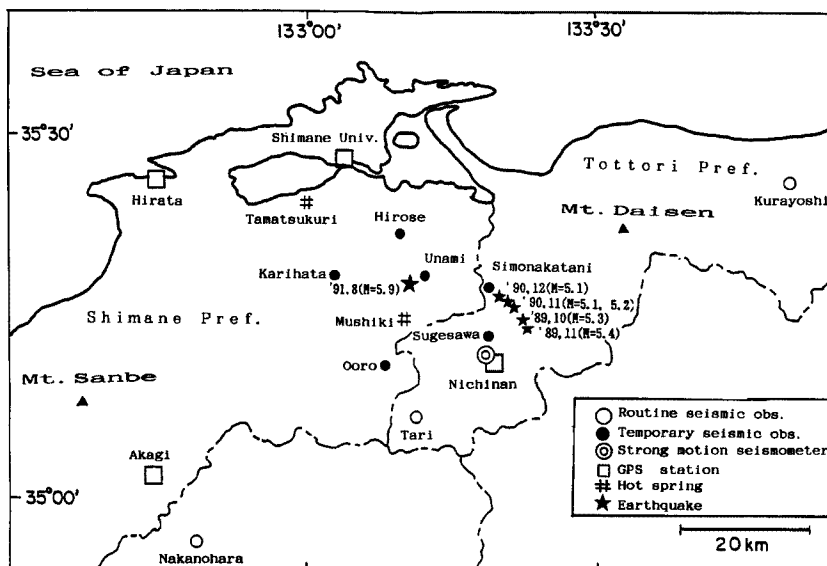 133°00'
133°30'
Sea of Japan
35°30'
Shimane Univ.
Tottori Pref.
Hirata
Kurayoshi
Tamatsukuri
Mt. Daisen
Hirose
Unami
Simonakatani
Karihata
'91.8(M=5.9)
'90,12(M=5.1)
'90,11(M=5.1, 5.2)
'89,10(M=5.3)
'89,11(M=5.4)
Shimane Pref.
Mushiki
Sugesawa
Ooro
Nichinan
Mt. Sanbe
Tari
Akagi
35°00'
Nakanohara
Routine seismic obs.
Temporary seismic obs.
Strong motion seismometer
GPS station
Hot spring
Earthquake
20km